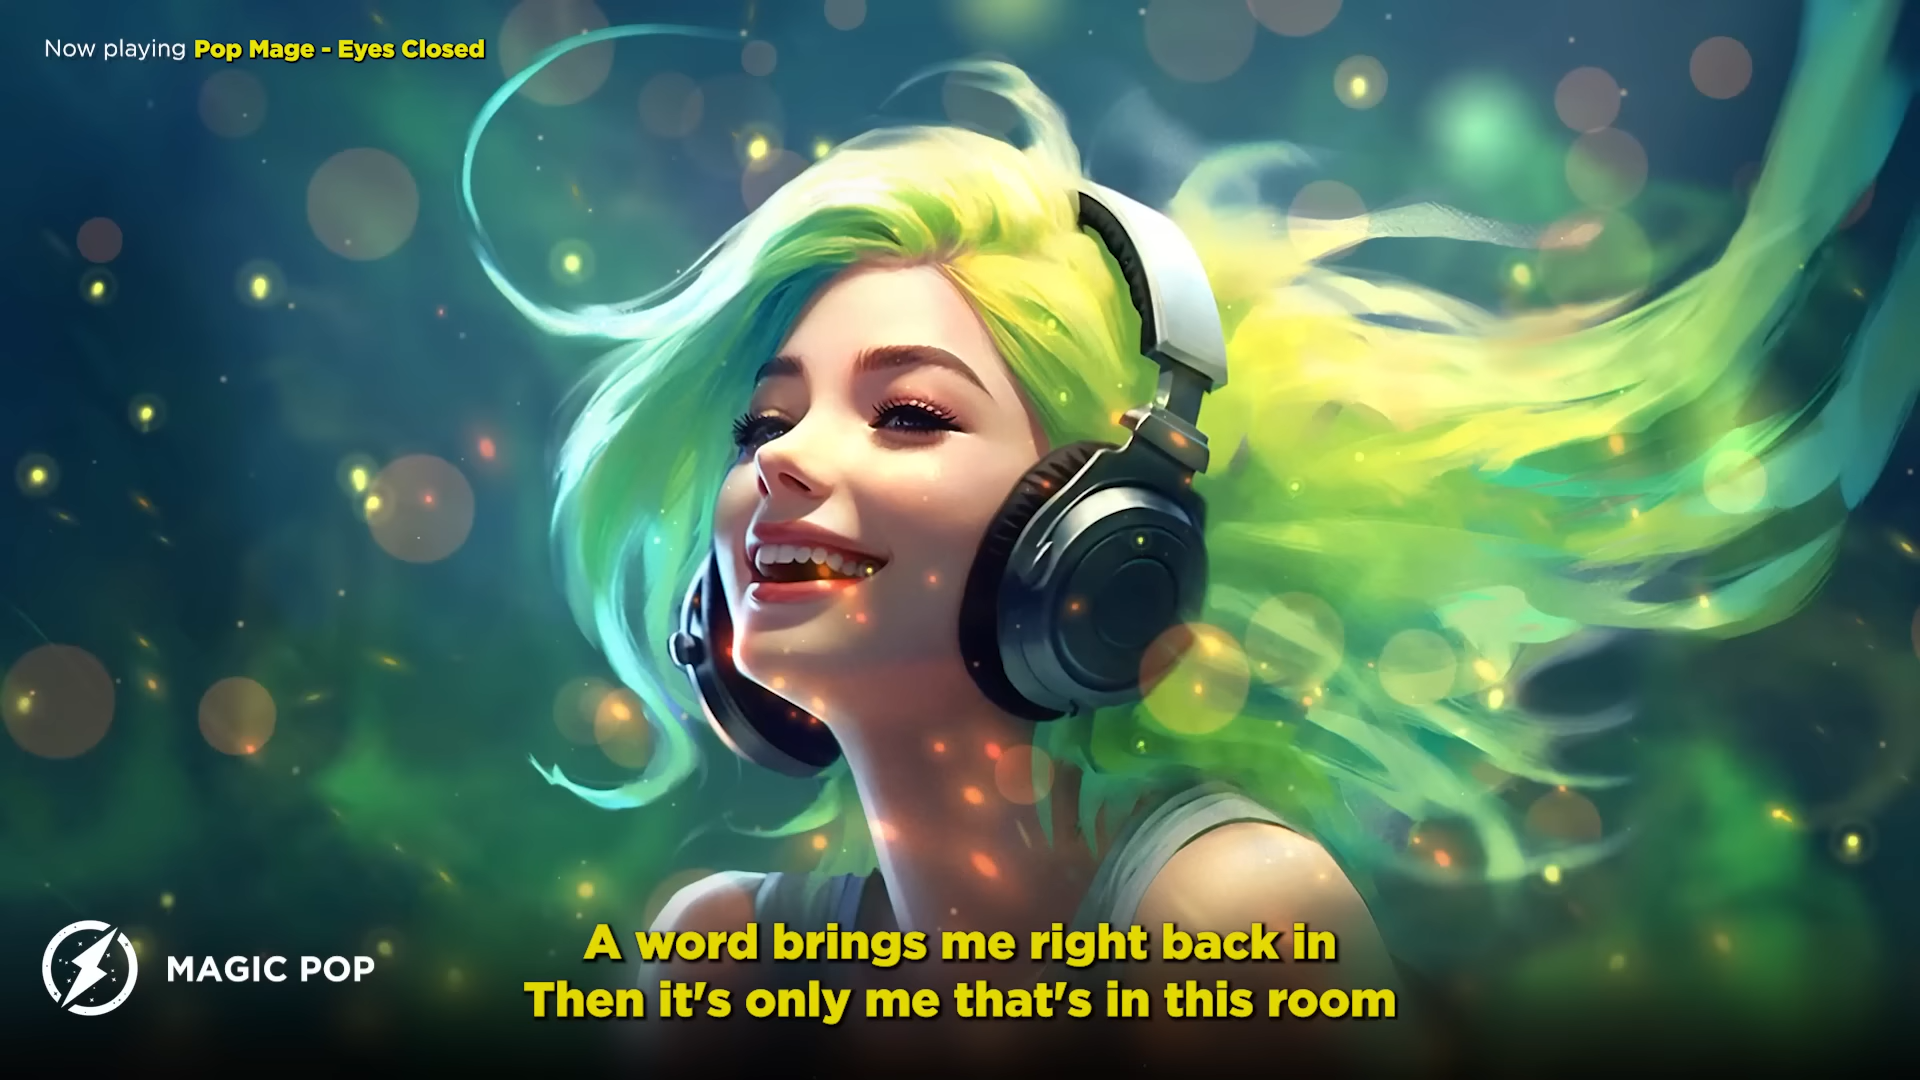 Now playing Pop Mage - Eyes Closed
MAGIC POP
A word brings me right back in
Then it's only me that's in this room